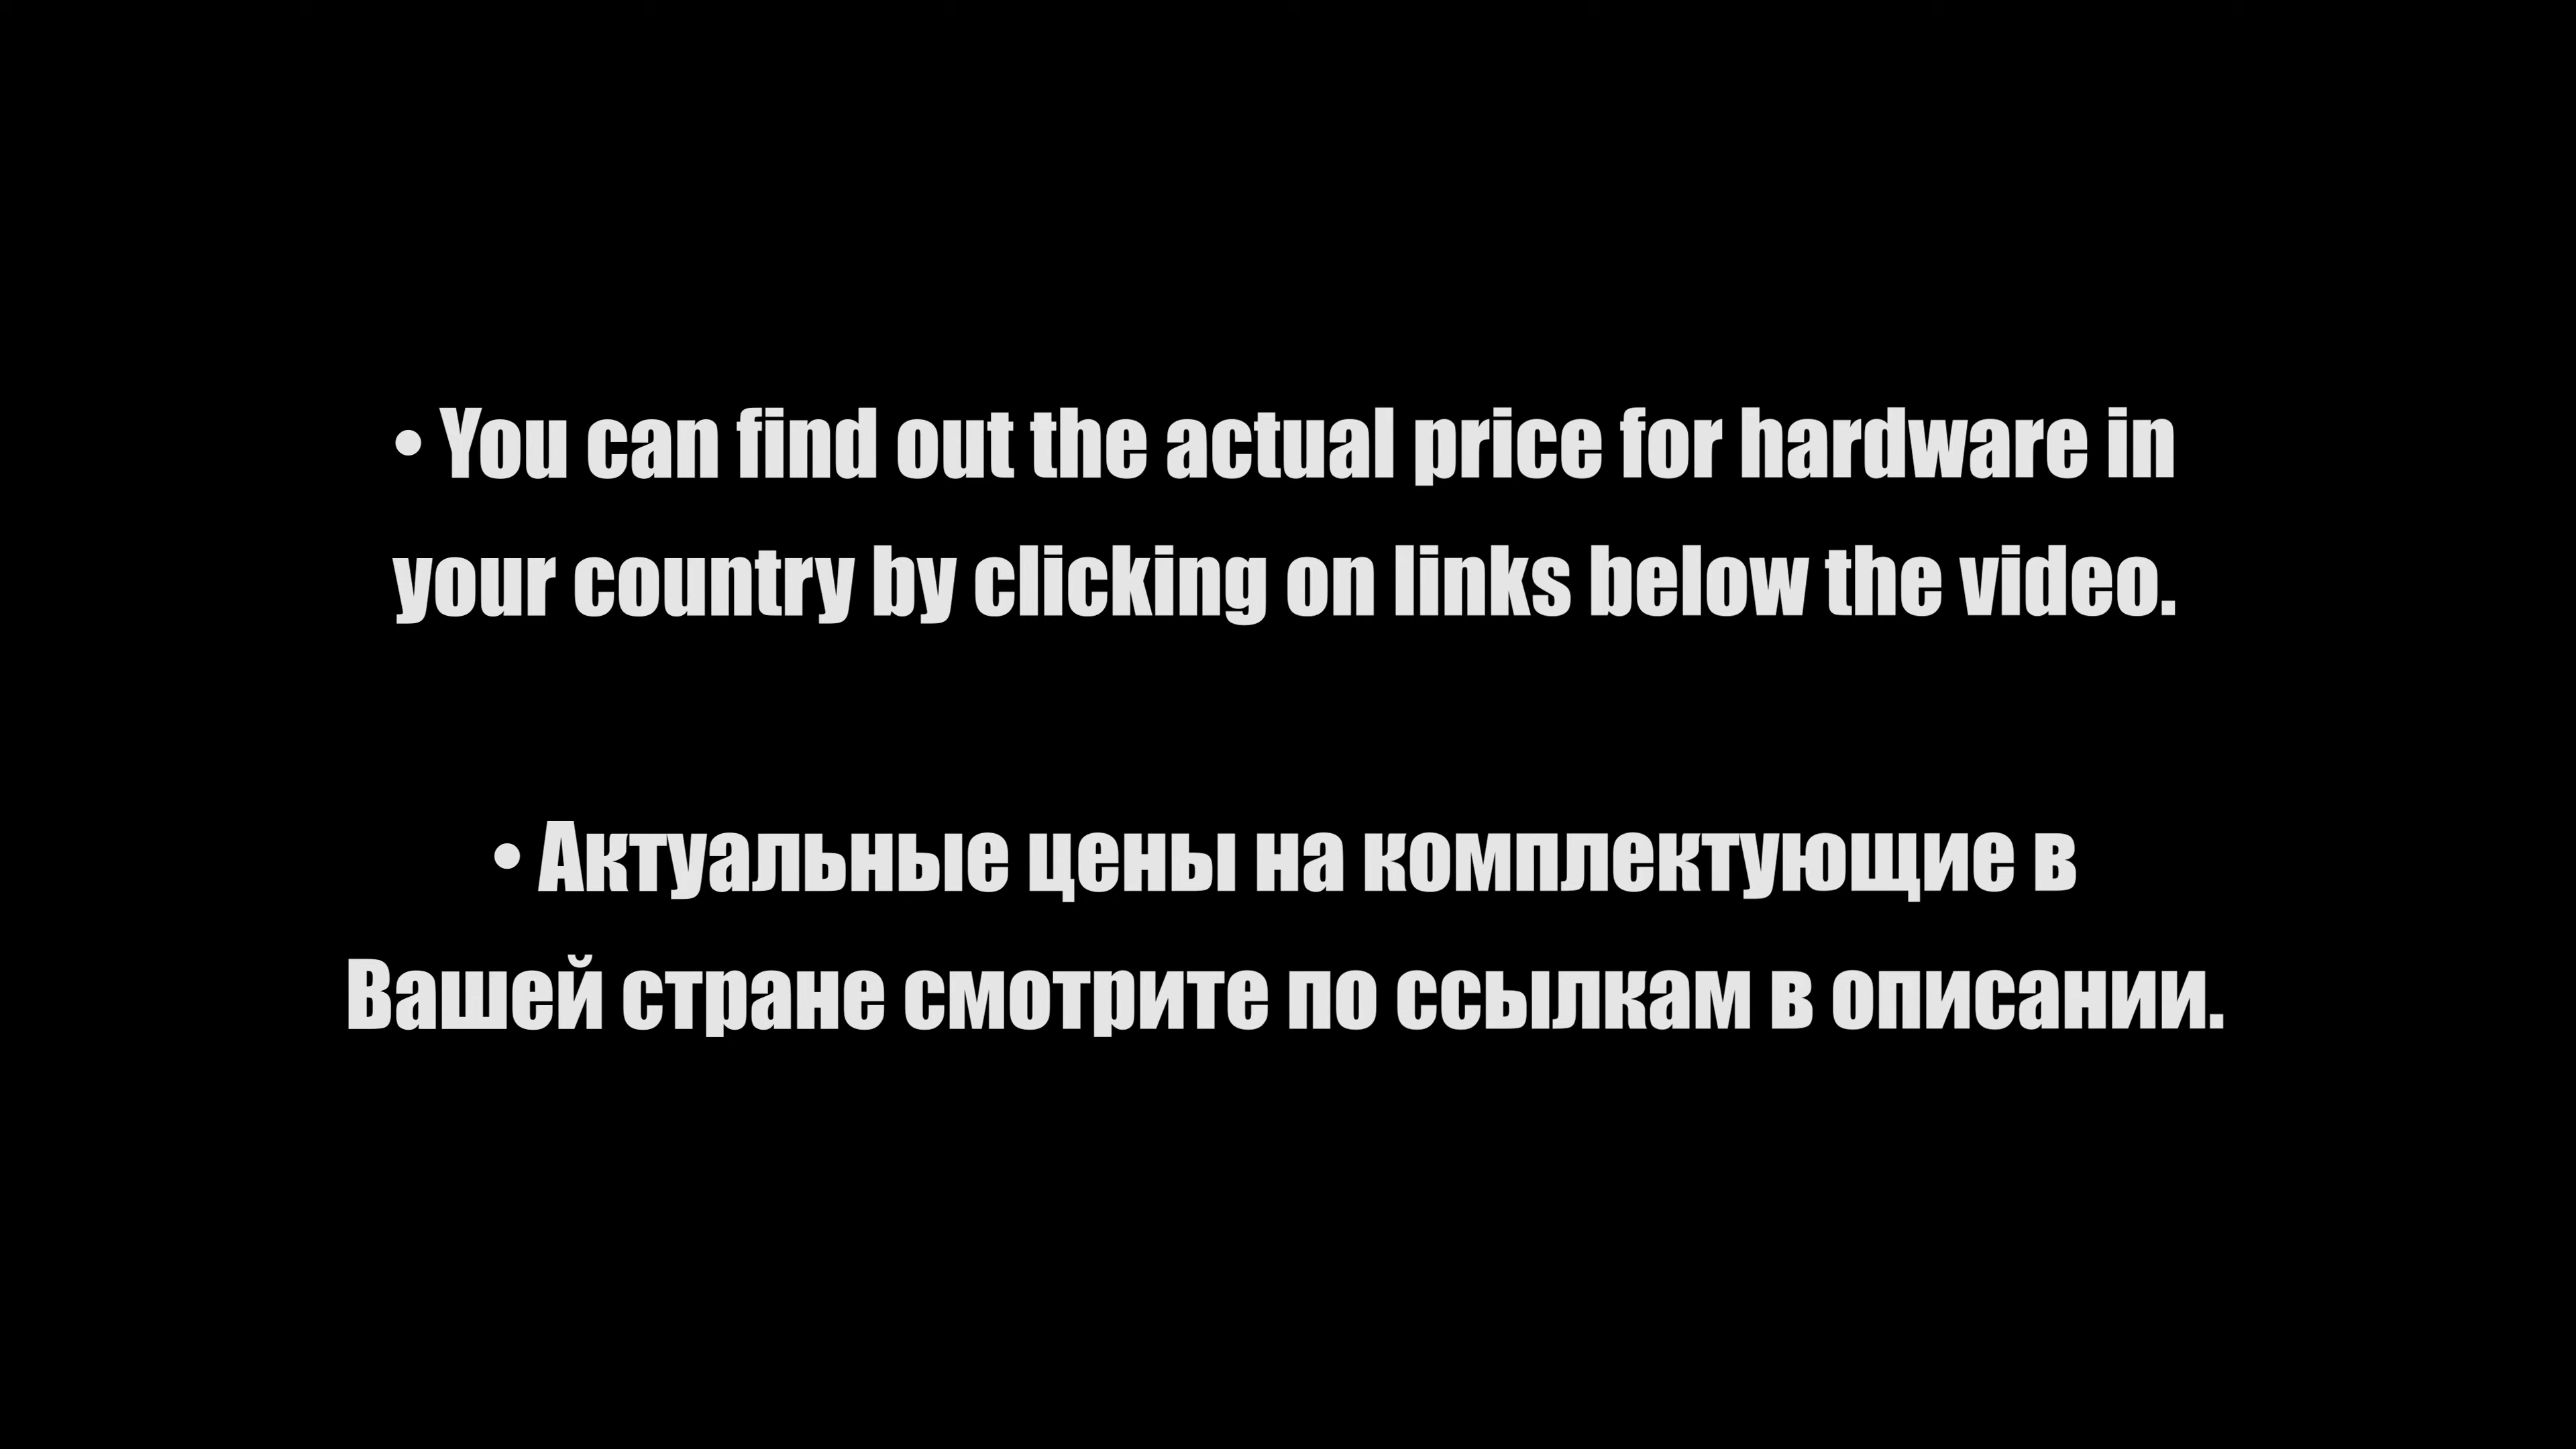 • You can find out the actual price for hardware in
your country by clicking on links below the video.
• Актуальные цены на комплектующие в
Вашей стране смотрите по ссылкам в описании.